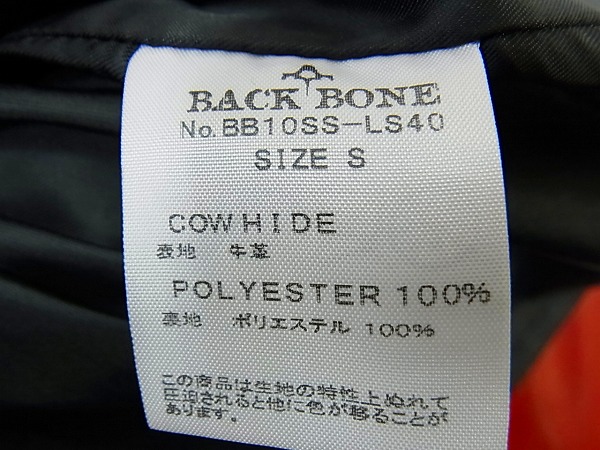 BACK BONE
No.BB10SS-LS40
SIZE S
COWHIDE
表地 牛革
POLYESTER 100%
裏地 ポリエステル 100%
この商品は生地の特性上ぬれて
圧迫されると他に色が移ることが
あります。